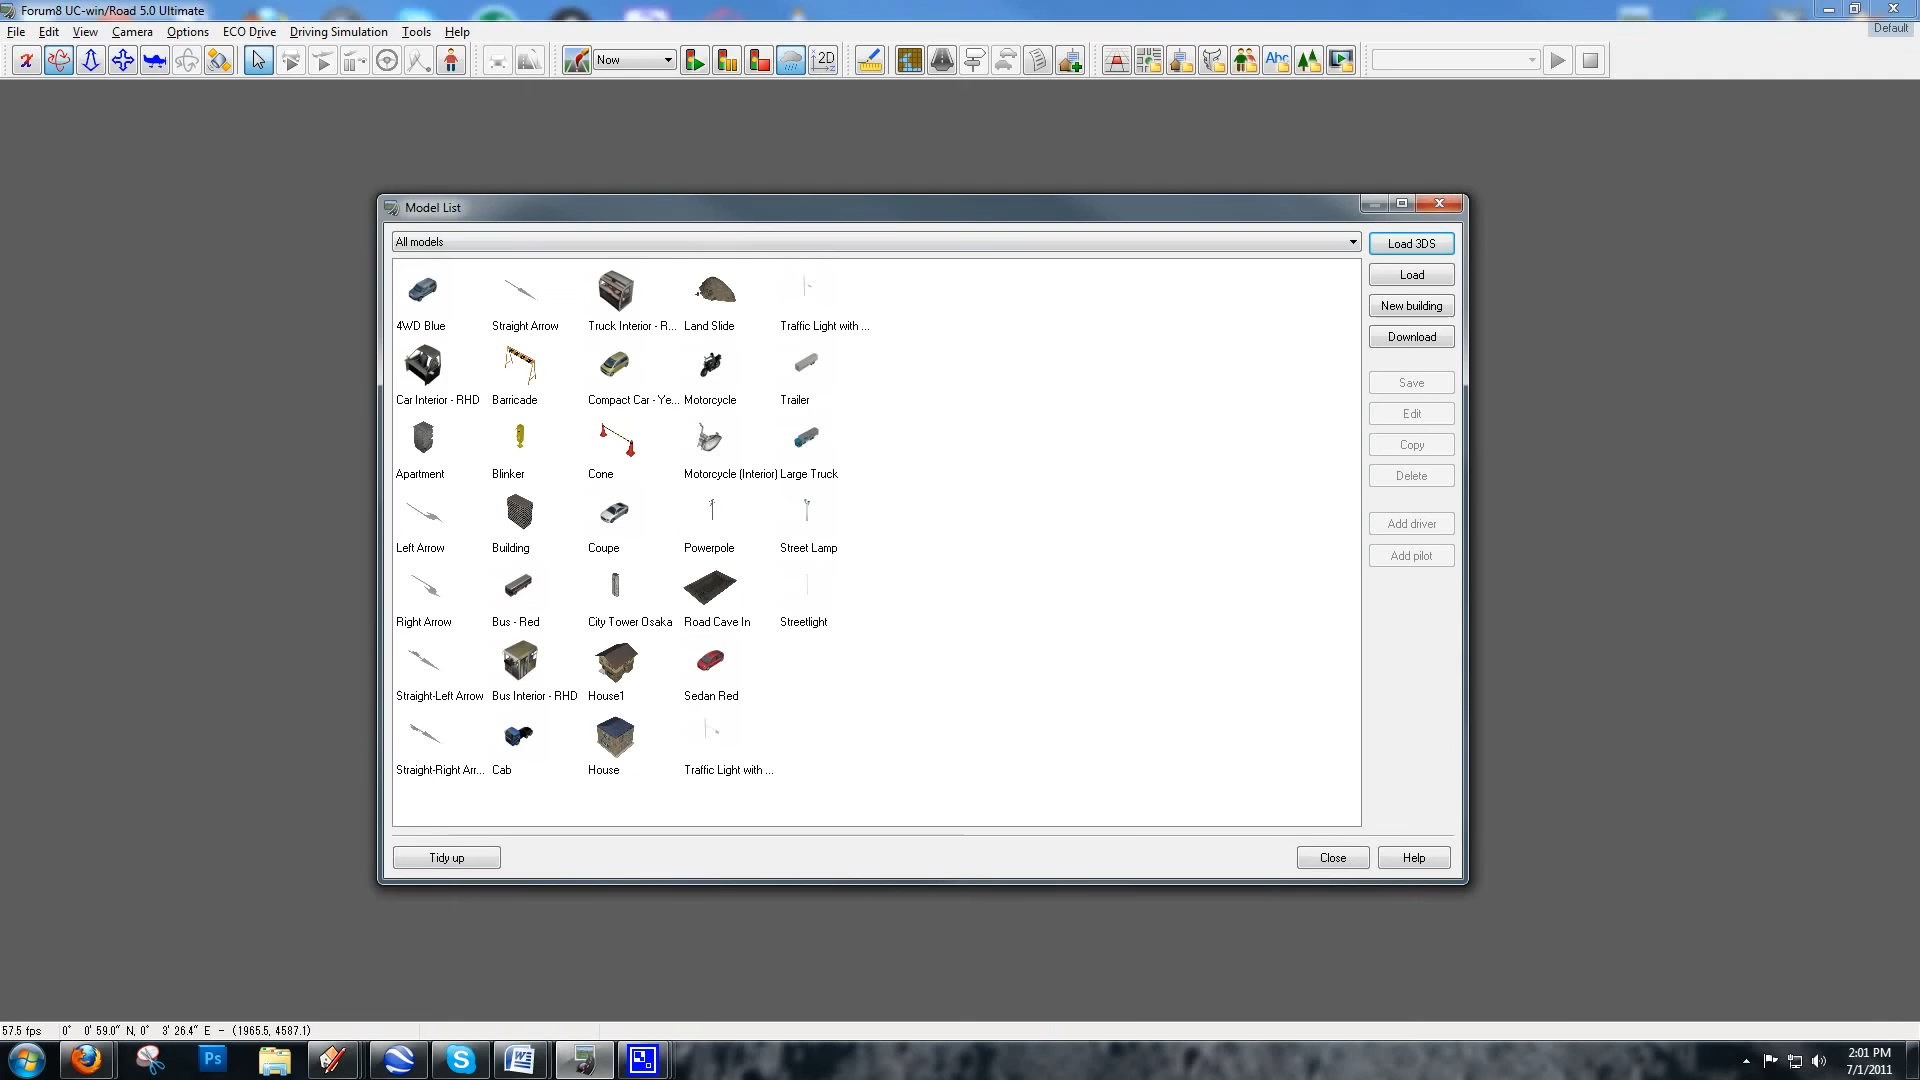 Forum8 UC-win/Road 5.0 Ultimate
File Edit View Camera Options ECO Drive Driving Simulation Tools Help
Default
Now
2D
Abc
Model List
All models
Load 3DS
Load
New building
Download
Save
Edit
Copy
Delete
Add driver
Add pilot
4WD Blue Straight Arrow Truck Interior - R... Land Slide Traffic Light with ...
Car Interior - RHD Barricade Compact Car - Ye... Motorcycle Trailer
Apartment Blinker Cone Motorcycle (Interior) Large Truck
Left Arrow Building Coupe Powerpole Street Lamp
Right Arrow Bus - Red City Tower Osaka Road Cave In Streetlight
Straight-Left Arrow Bus Interior - RHD House1 Sedan Red
Straight-Right Arr... Cab House Traffic Light with ...
Tidy up Close Help
57.5 fps 0° 0' 59.0" N, 0° 3' 26.4" E - (1965.5, 4587.1)
Ps
2:01 PM
7/1/2011